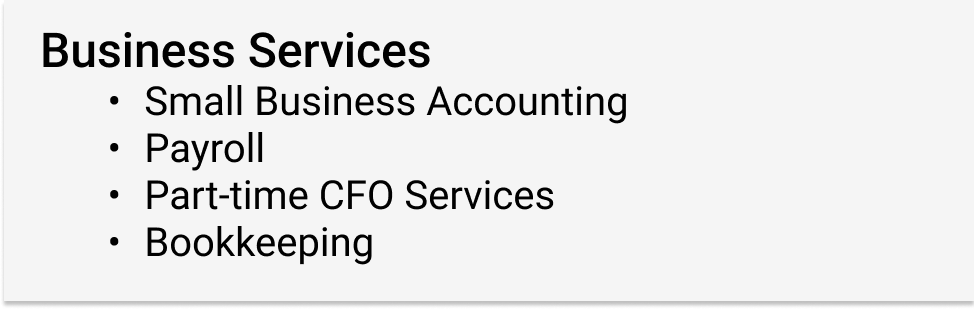 Business Services
• Small Business Accounting
• Payroll
• Part-time CFO Services
• Bookkeeping